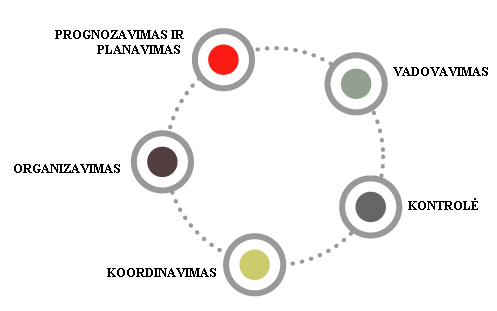 PROGNOZAVIMAS IR
PLANAVIMAS
VADOVAVIMAS
ORGANIZAVIMAS
KONTROLĖ
KOORDINAVIMAS